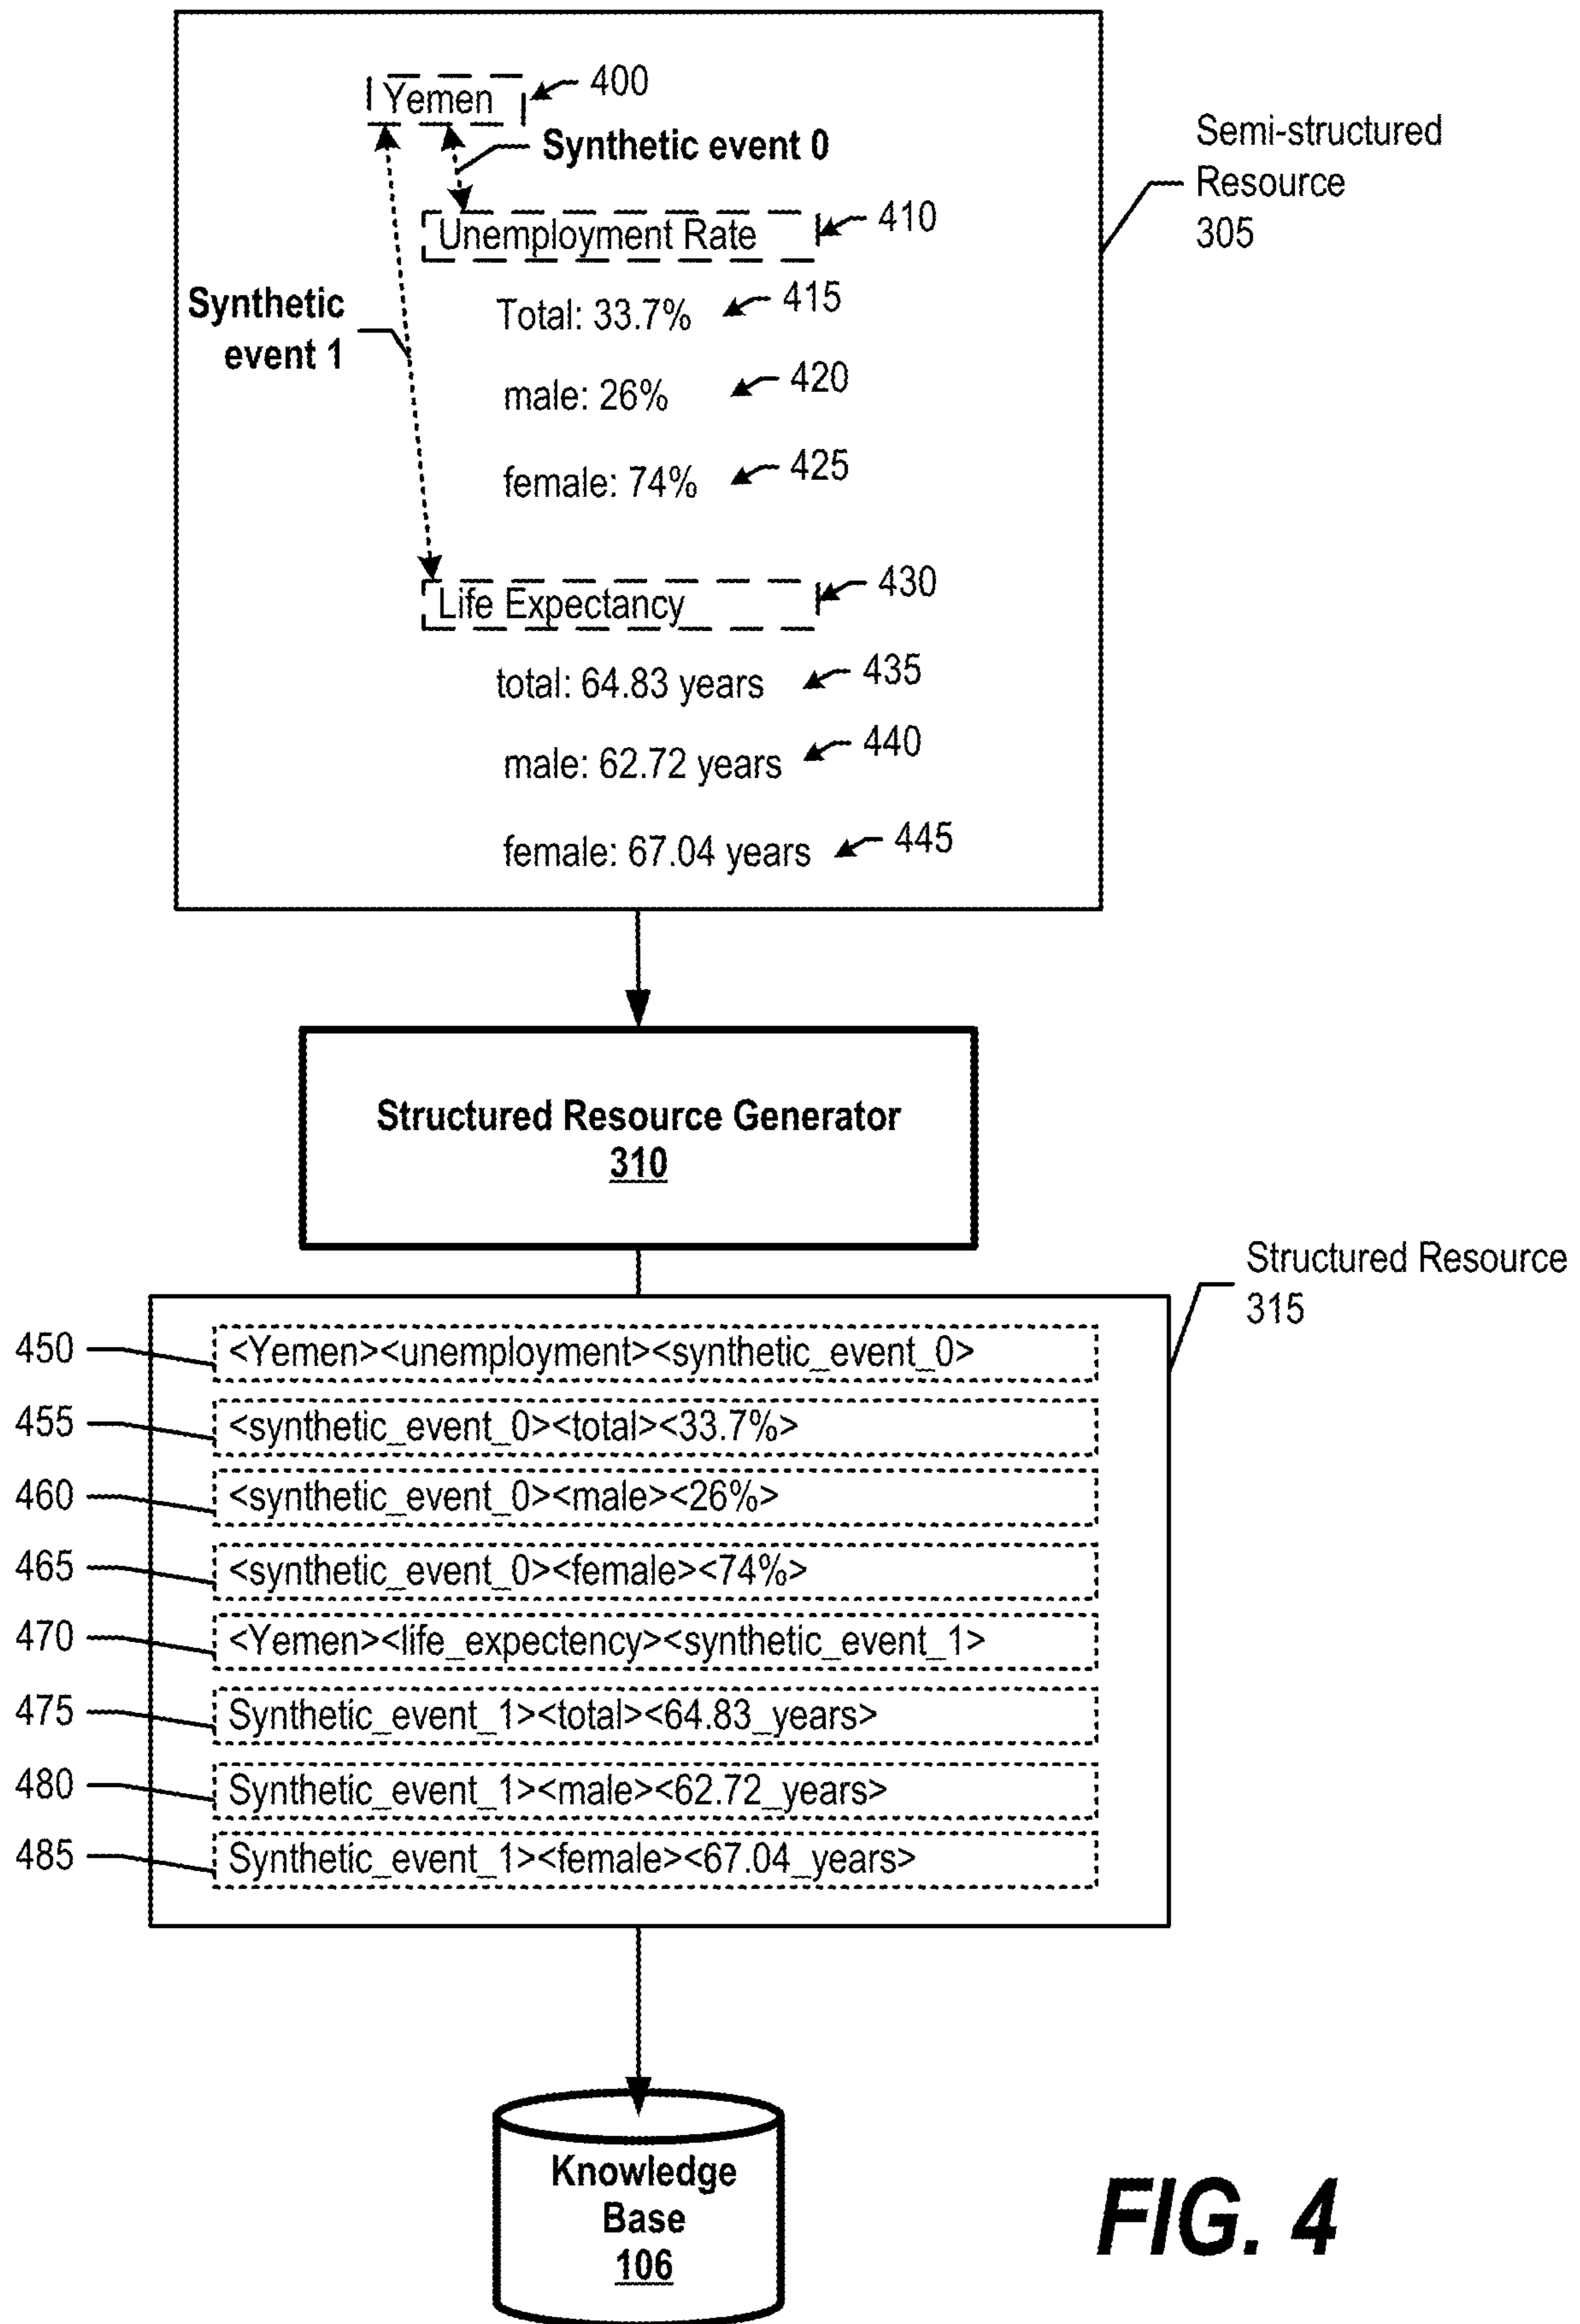 Yemen
400
Synthetic event 0
Semi-structured
Resource
305
Unemployment Rate
410
Synthetic
event 1
Total: 33.7%
415
male: 26%
420
female: 74%
425
Life Expectancy
430
total: 64.83 years
435
male: 62.72 years
440
female: 67.04 years
445
Structured Resource Generator
310
Structured Resource
315
450
<Yemen><unemployment><synthetic_event_0>
455
<synthetic_event_0><total><33.7%>
460
<synthetic_event_0><male><26%>
465
<synthetic_event_0><female><74%>
470
<Yemen><life_expectency><synthetic_event_1>
475
Synthetic_event_1><total><64.83_years>
480
Synthetic_event_1><male><62.72_years>
485
Synthetic_event_1><female><67.04_years>
Knowledge
Base
106
FIG. 4